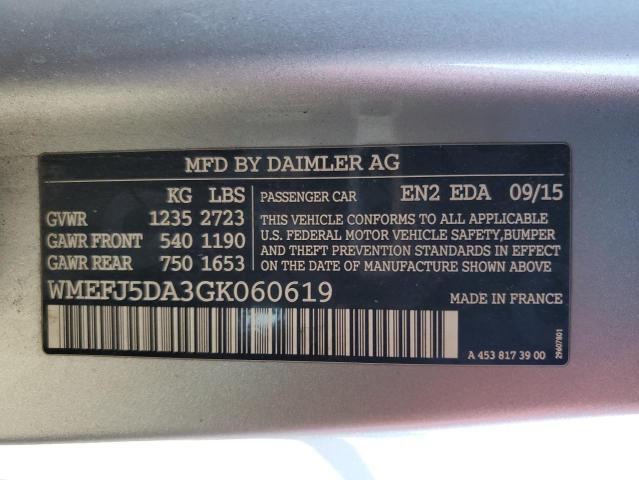 MFD BY DAIMLER AG
KG LBS
GVWR 1235 2723
GAWR FRONT 540 1190
GAWR REAR 750 1653
PASSENGER CAR EN2 EDA 09/15
THIS VEHICLE CONFORMS TO ALL APPLICABLE
U.S. FEDERAL MOTOR VEHICLE SAFETY,BUMPER
AND THEFT PREVENTION STANDARDS IN EFFECT
ON THE DATE OF MANUFACTURE SHOWN ABOVE
WMEFJ5DA3GK060619 MADE IN FRANCE
A 453 817 39 00
29607801